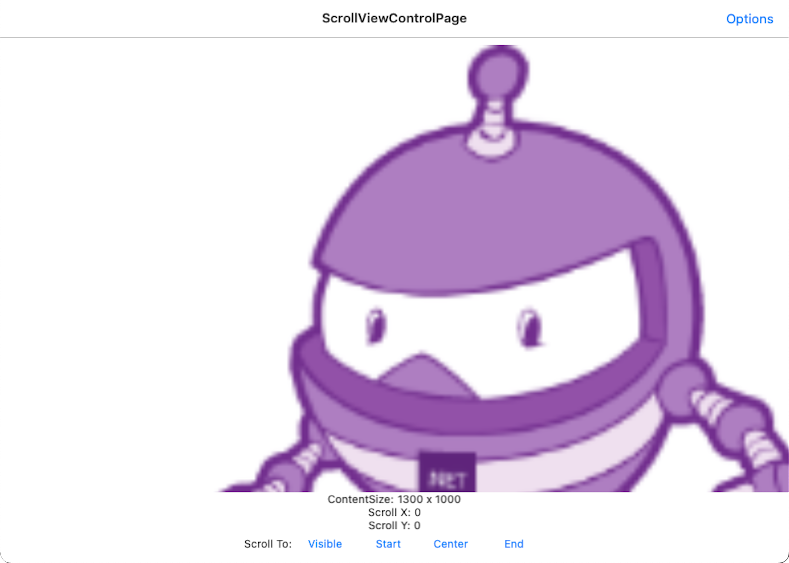 ScrollViewControlPage
Options
.NET
ContentSize: 1300 x 1000
Scroll X: 0
Scroll Y: 0
Scroll To: Visible Start Center End